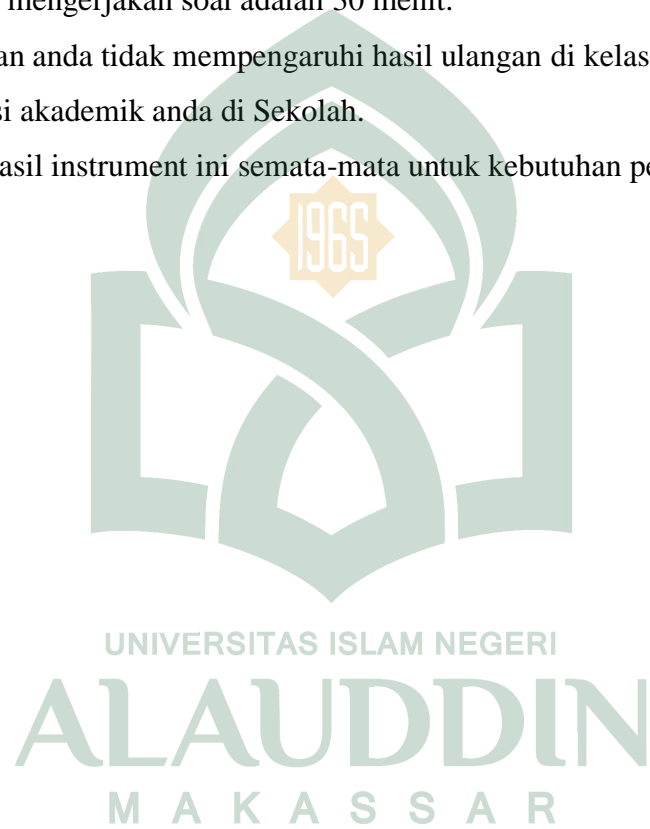 mengerjakan soal adalah 30 menit.
an anda tidak mempengaruhi hasil ulangan di kelas
si akademik anda di Sekolah.
asil instrument ini semata-mata untuk kebutuhan pe
1965
UNIVERSITAS ISLAM NEGERI
ALAUDDIN
MAKASSAR